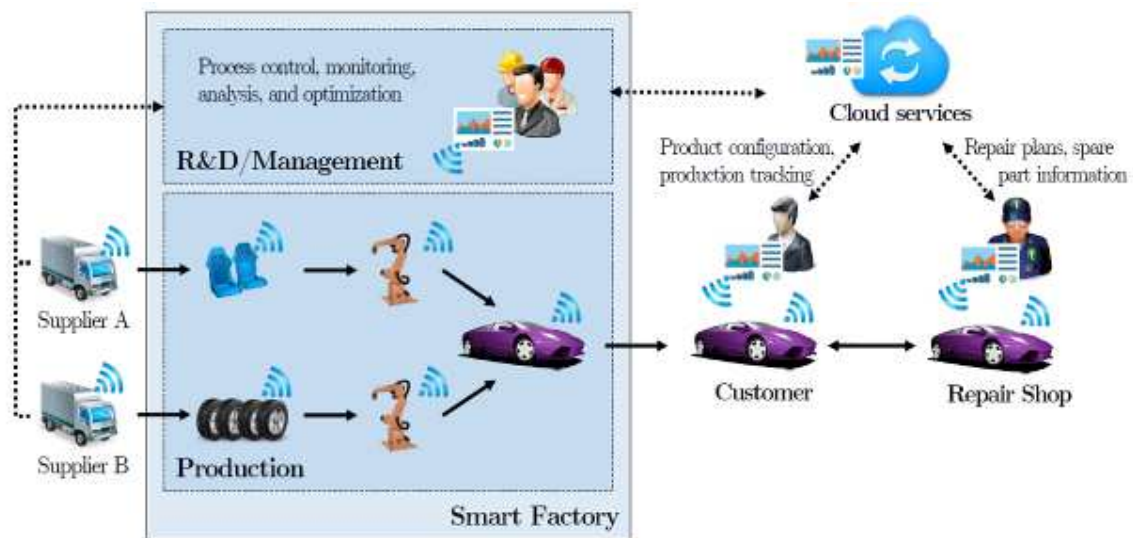 Process control, monitoring,
analysis, and optimization
R&D/Management
Cloud services
Product configuration,
production tracking
Repair plans, spare
part information
Supplier A
Supplier B
Production
Customer
Repair Shop
Smart Factory